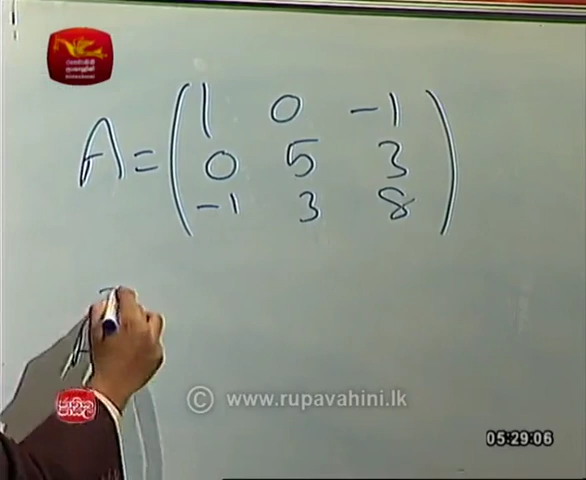 A = ( 1 0 -1
0 5 3
-1 3 8 )
A
© www.rupavahini.lk
05:29:06